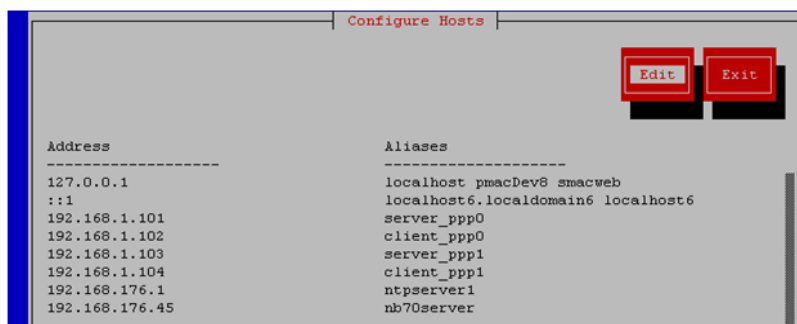 Configure Hosts
Edit Exit
Address Aliases
------------------- --------------------
127.0.0.1 localhost pmacDev8 smacweb
::1 localhost6.localdomain6 localhost6
192.168.1.101 server_ppp0
192.168.1.102 client_ppp0
192.168.1.103 server_ppp1
192.168.1.104 client_ppp1
192.168.176.1 ntpserver1
192.168.176.45 nb70server